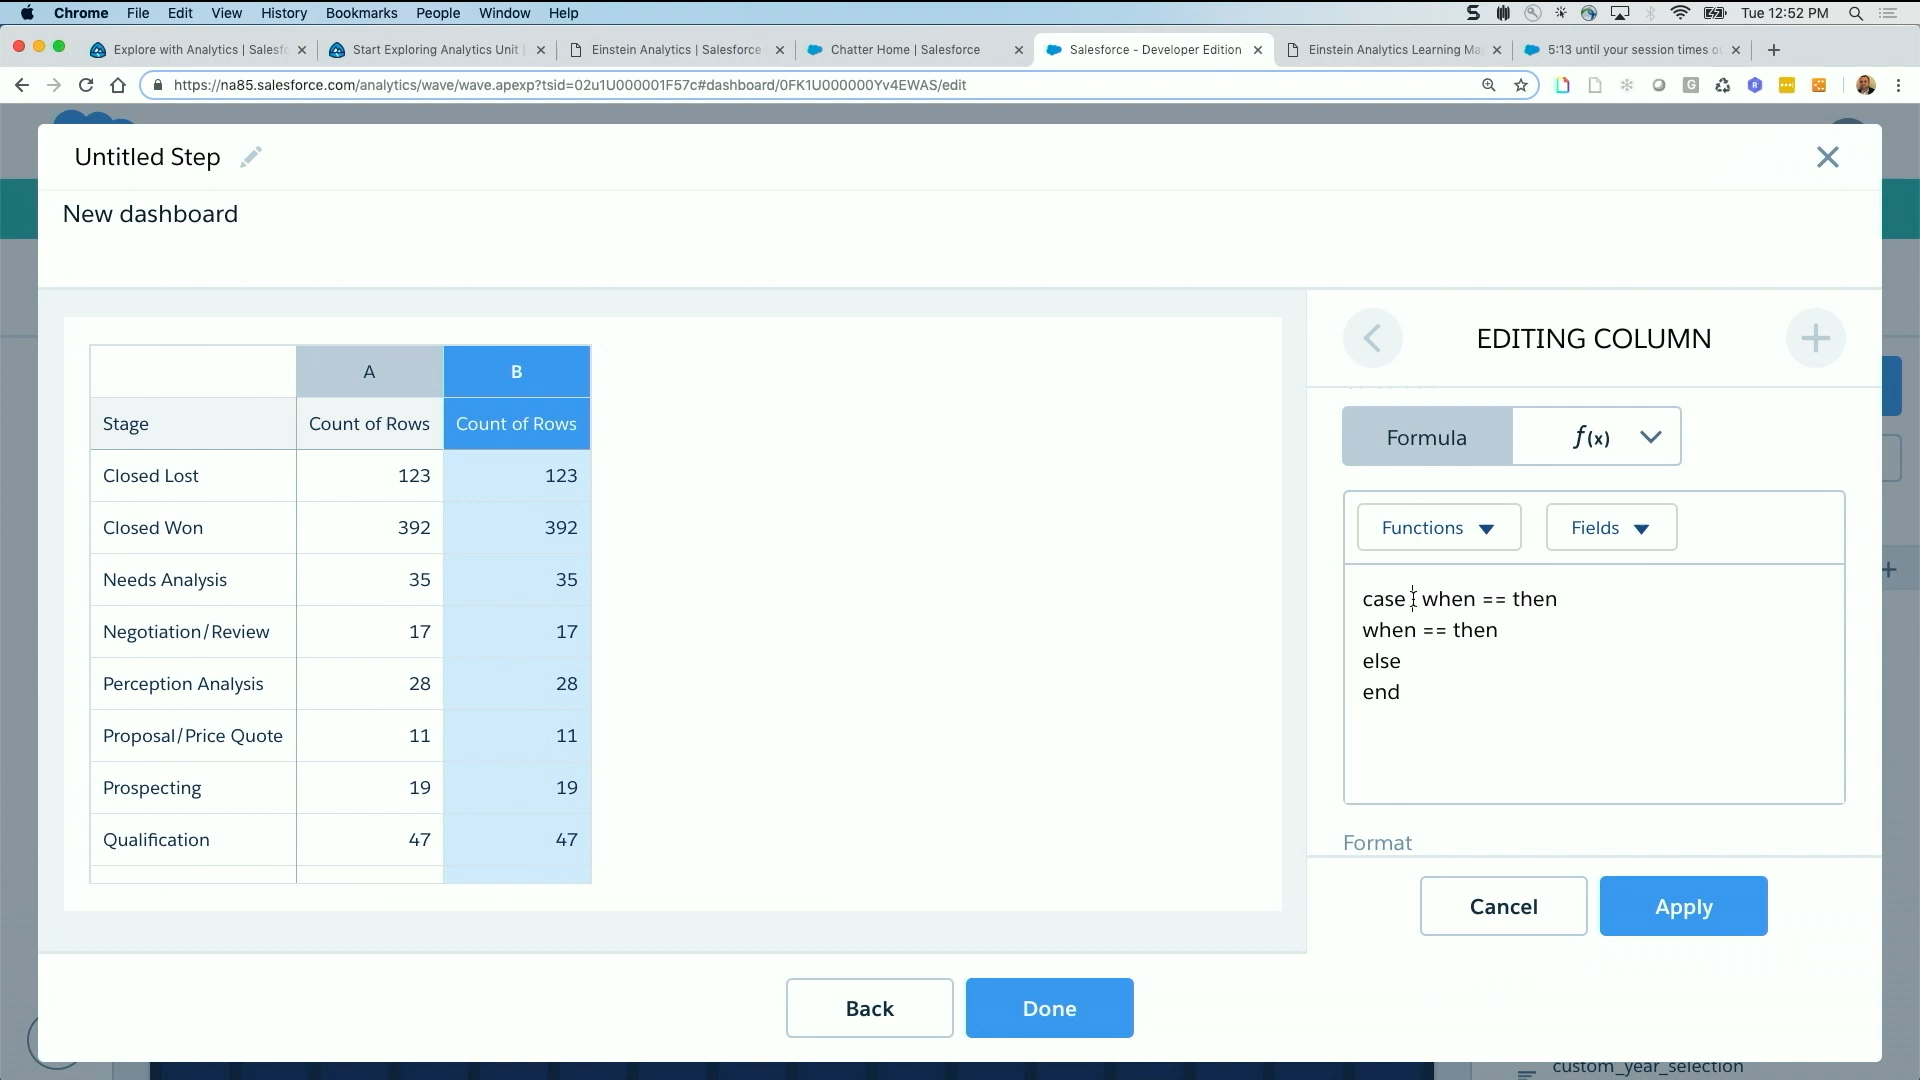 Chrome File Edit View History Bookmarks People Window Help Tue 12:52 PM
Explore with Analytics | Salesf
Start Exploring Analytics Unit
Einstein Analytics | Salesforce
Chatter Home | Salesforce
Salesforce - Developer Edition
Einstein Analytics Learning Ma
5:13 until your session times o
https://na85.salesforce.com/analytics/wave/wave.apexp?tsid=02u1U000001F57c#dashboard/0FK1U000000Yv4EWAS/edit
Untitled Step
New dashboard
A B
Stage Count of Rows Count of Rows
Closed Lost 123 123
Closed Won 392 392
Needs Analysis 35 35
Negotiation/Review 17 17
Perception Analysis 28 28
Proposal/Price Quote 11 11
Prospecting 19 19
Qualification 47 47
EDITING COLUMN
Formula f(x)
Functions Fields
case when == then
when == then
else
end
Format
Cancel Apply
Back Done
custom_year_selection